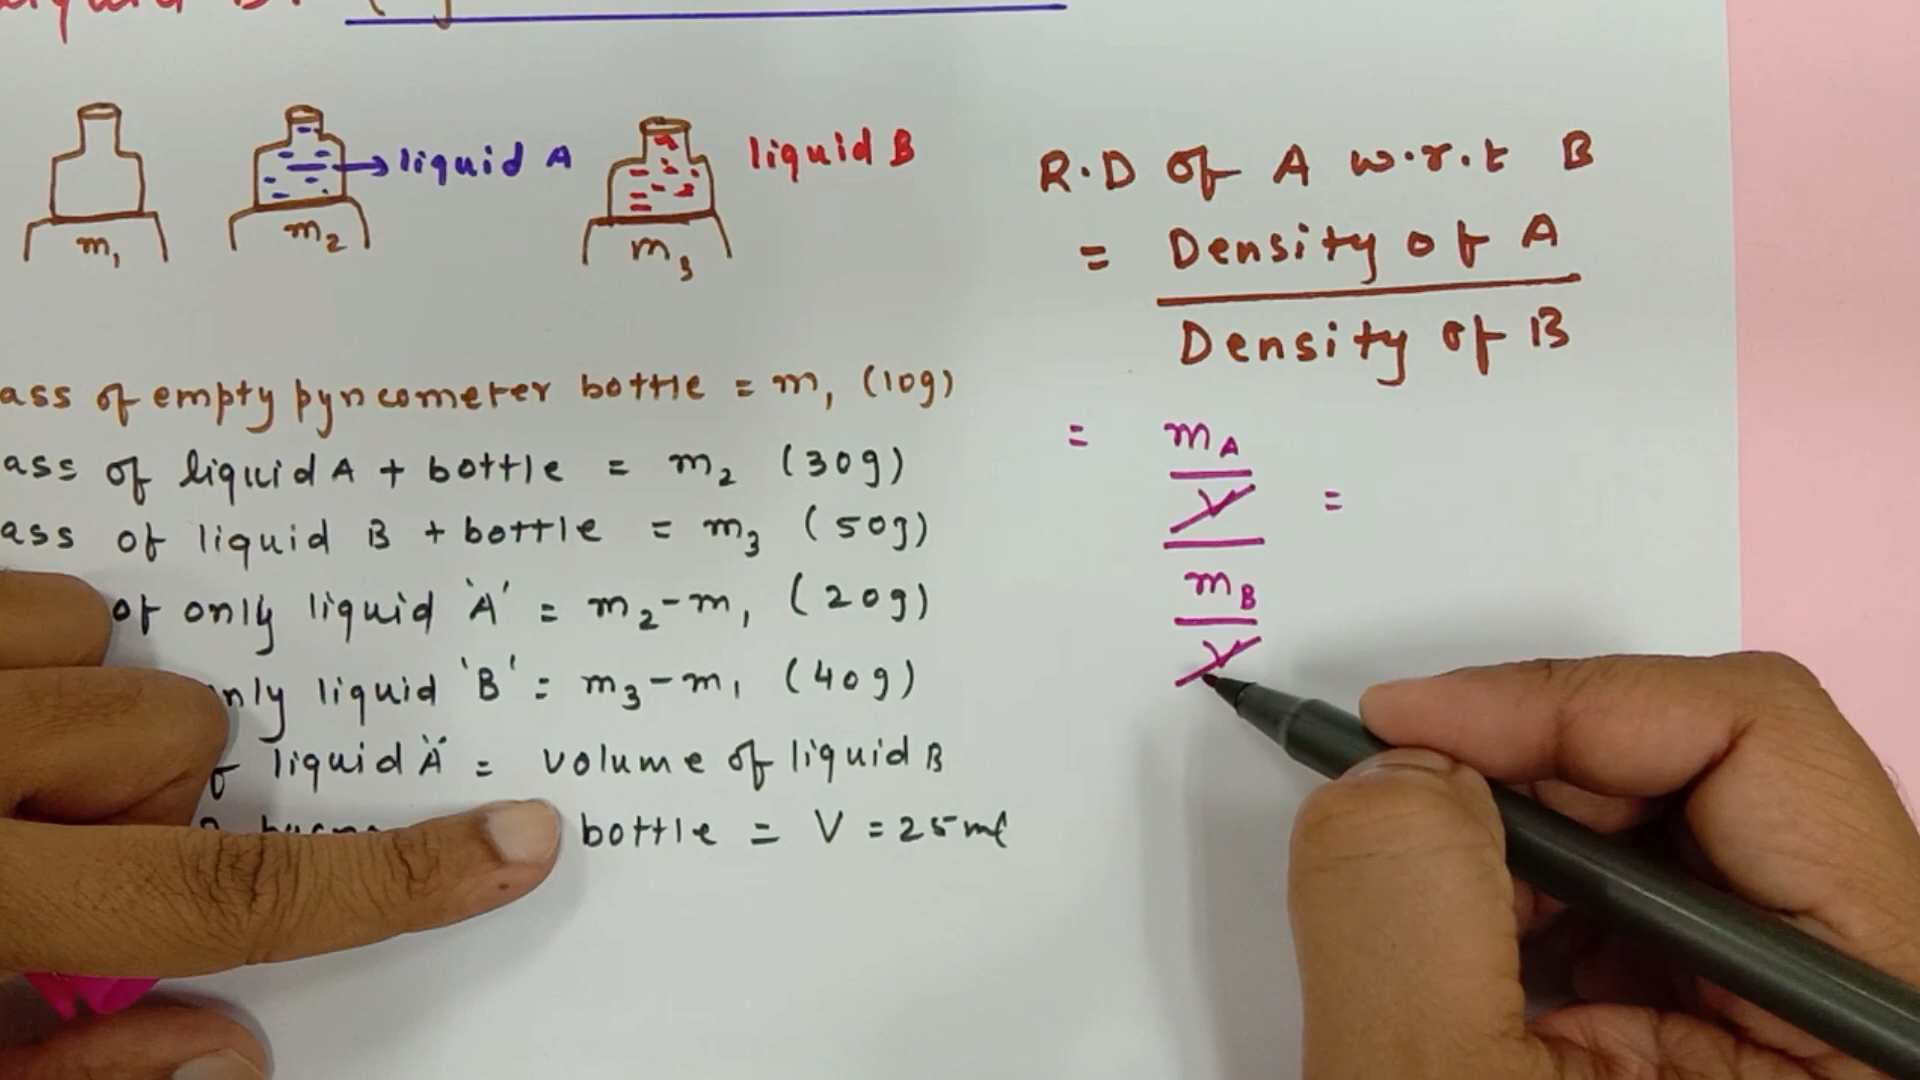 m₁
m₂
liquid A
m₃
liquid B
ass of empty pyncometer bottle = m₁ (10g)
ass of liquid A + bottle = m₂ (30g)
ass of liquid B + bottle = m₃ (50g)
of only liquid 'A' = m₂-m₁ (20g)
nly liquid 'B' = m₃-m₁ (40g)
liquid A = volume of liquid B
bottle = V = 25ml
R.D of A w.r.t B
= Density of A
Density of B
= mA
V =
mB
V